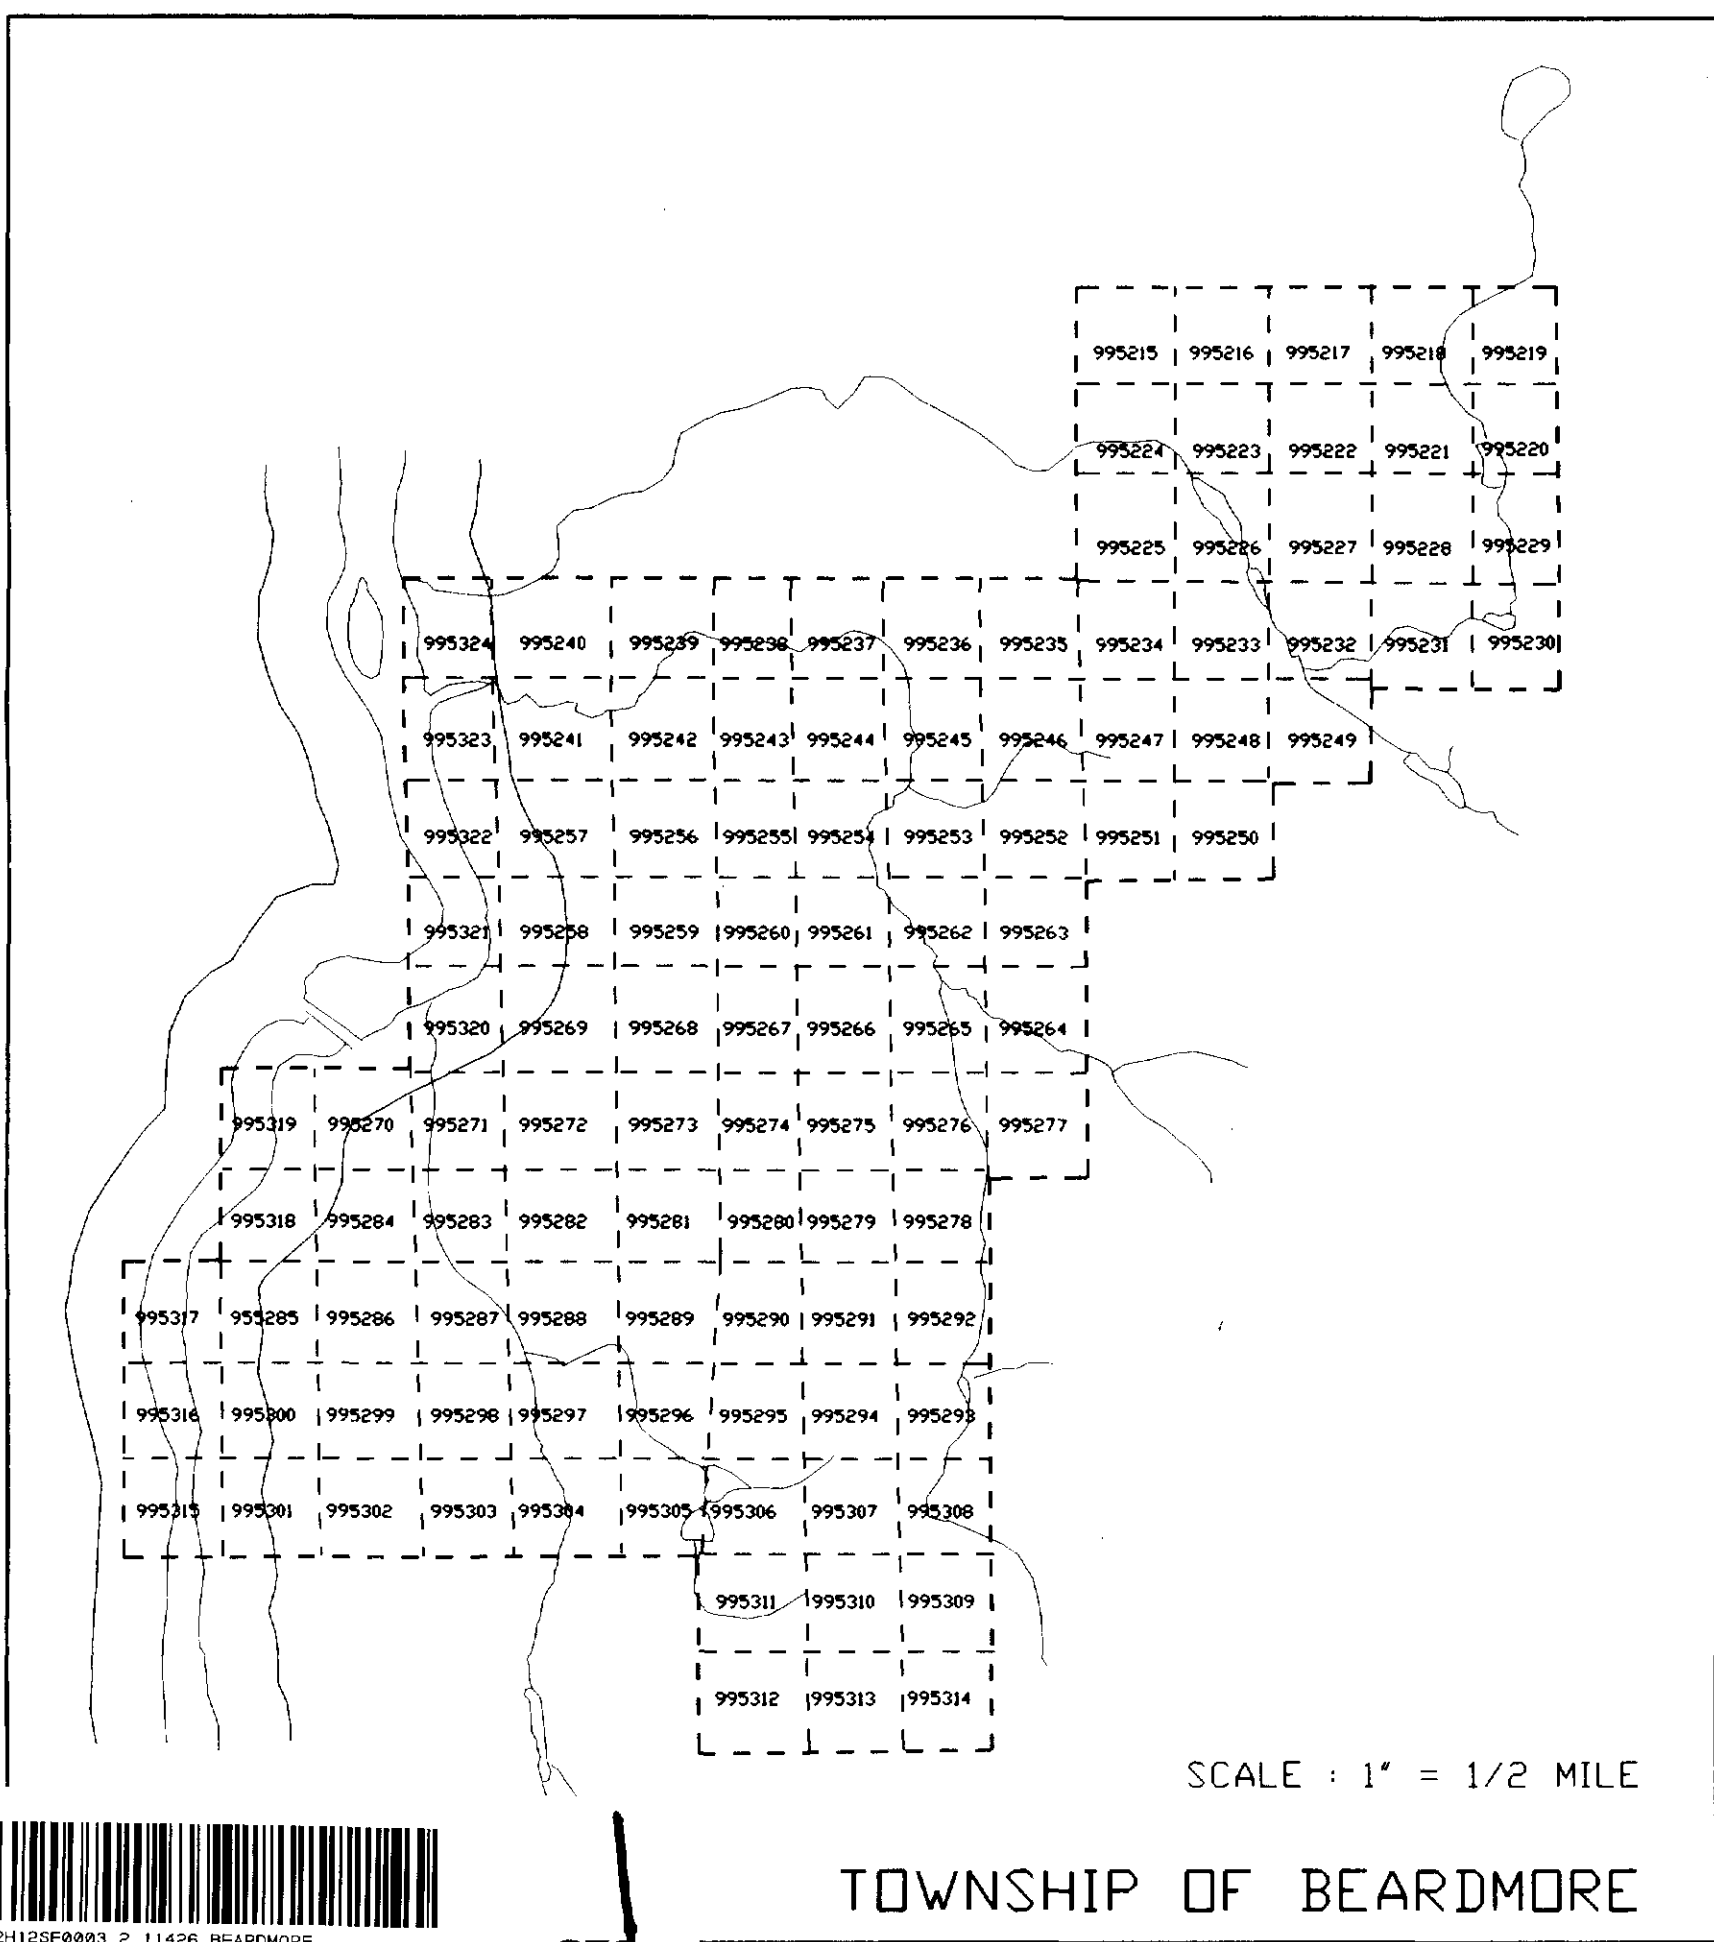 995215 995216 995217 995218 995219
995224 995223 995222 995221 995220
995225 995226 995227 995228 995229
995324 995240 995239 995238 995237 995236 995235 995234 995233 995232 995231 995230
995323 995241 995242 995243 995244 995245 995246 995247 995248 995249
995322 995257 995256 995255 995254 995253 995252 995251 995250
995321 995258 995259 995260 995261 995262 995263
995320 995269 995268 995267 995266 995265 995264
995319 995270 995271 995272 995273 995274 995275 995276 995277
995318 995284 995283 995282 995281 995280 995279 995278
995317 955285 995286 995287 995288 995289 995290 995291 995292
995316 995300 995299 995298 995297 995296 995295 995294 995293
995315 995301 995302 995303 995304 995305 995306 995307 995308
995311 995310 995309
995312 995313 995314
SCALE : 1" = 1/2 MILE
TOWNSHIP OF BEARDMORE
2H12SE0003 2 11426 BEARDMORE